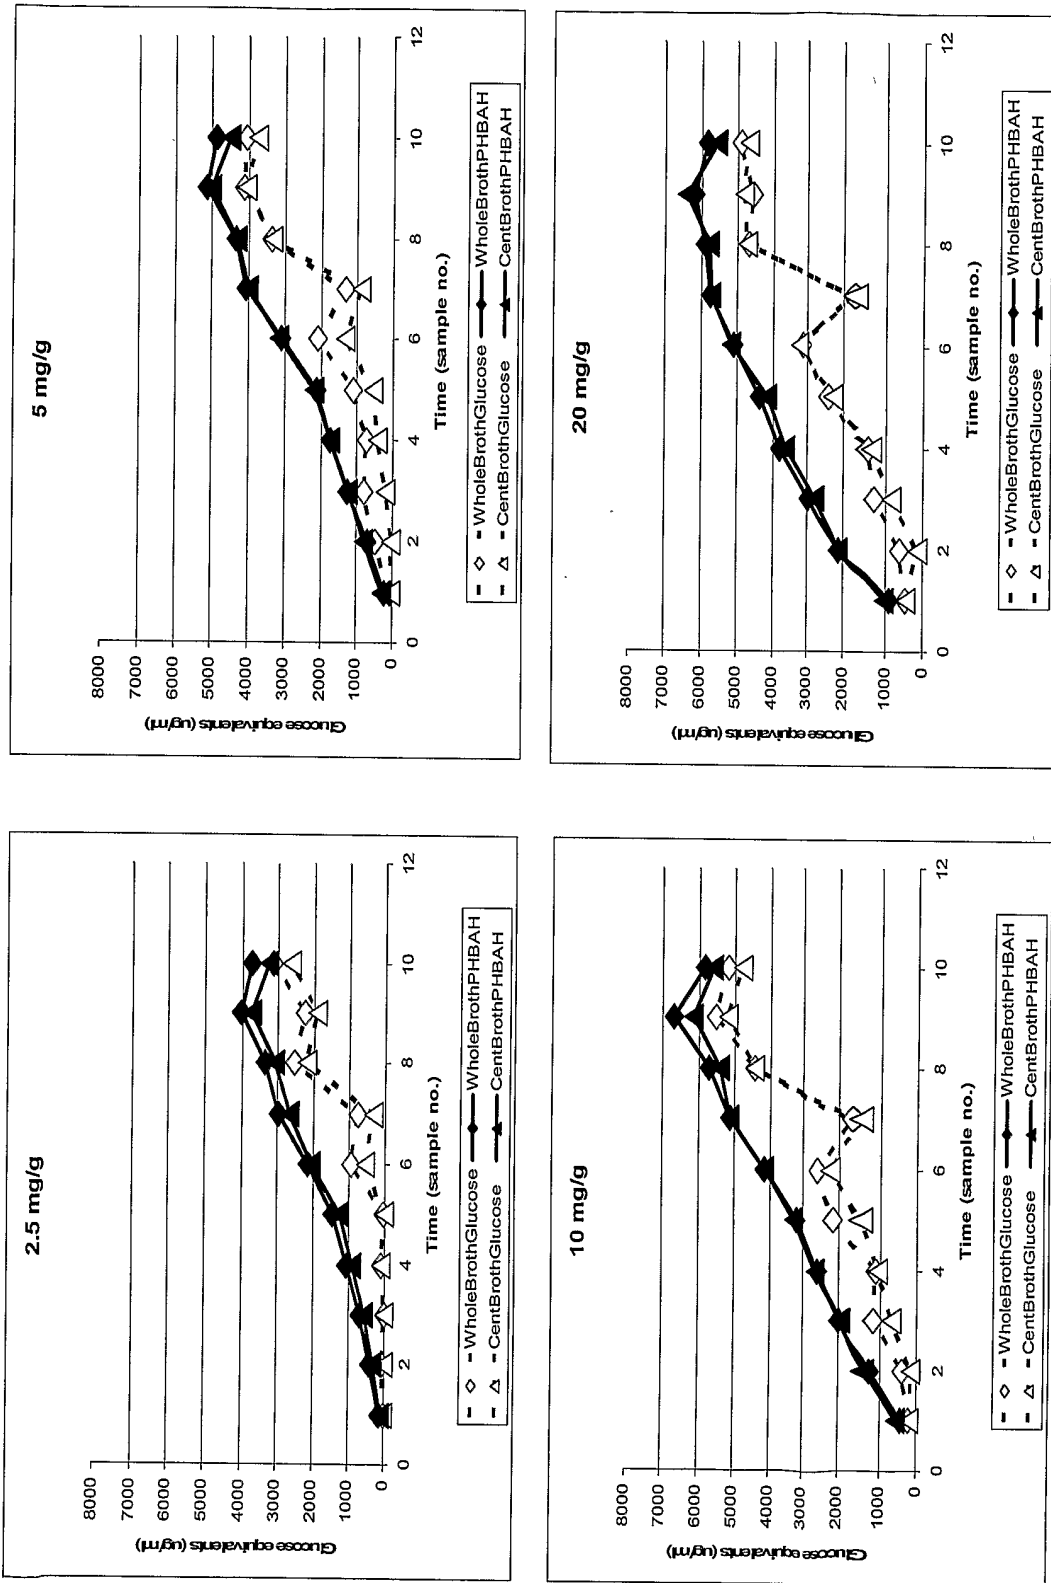 2.5 mg/g
Glucose equivalents (ug/ml)
8000
7000
6000
5000
4000
3000
2000
1000
0
0 2 4 6 8 10 12
Time (sample no.)
WholeBrothGlucose WholeBrothPHBAH
CentBrothGlucose CentBrothPHBAH
5 mg/g
Glucose equivalents (ug/ml)
8000
7000
6000
5000
4000
3000
2000
1000
0
0 2 4 6 8 10 12
Time (sample no.)
WholeBrothGlucose WholeBrothPHBAH
CentBrothGlucose CentBrothPHBAH
10 mg/g
Glucose equivalents (ug/ml)
8000
7000
6000
5000
4000
3000
2000
1000
0
0 2 4 6 8 10 12
Time (sample no.)
WholeBrothGlucose WholeBrothPHBAH
CentBrothGlucose CentBrothPHBAH
20 mg/g
Glucose equivalents (ug/ml)
8000
7000
6000
5000
4000
3000
2000
1000
0
0 2 4 6 8 10 12
Time (sample no.)
WholeBrothGlucose WholeBrothPHBAH
CentBrothGlucose CentBrothPHBAH